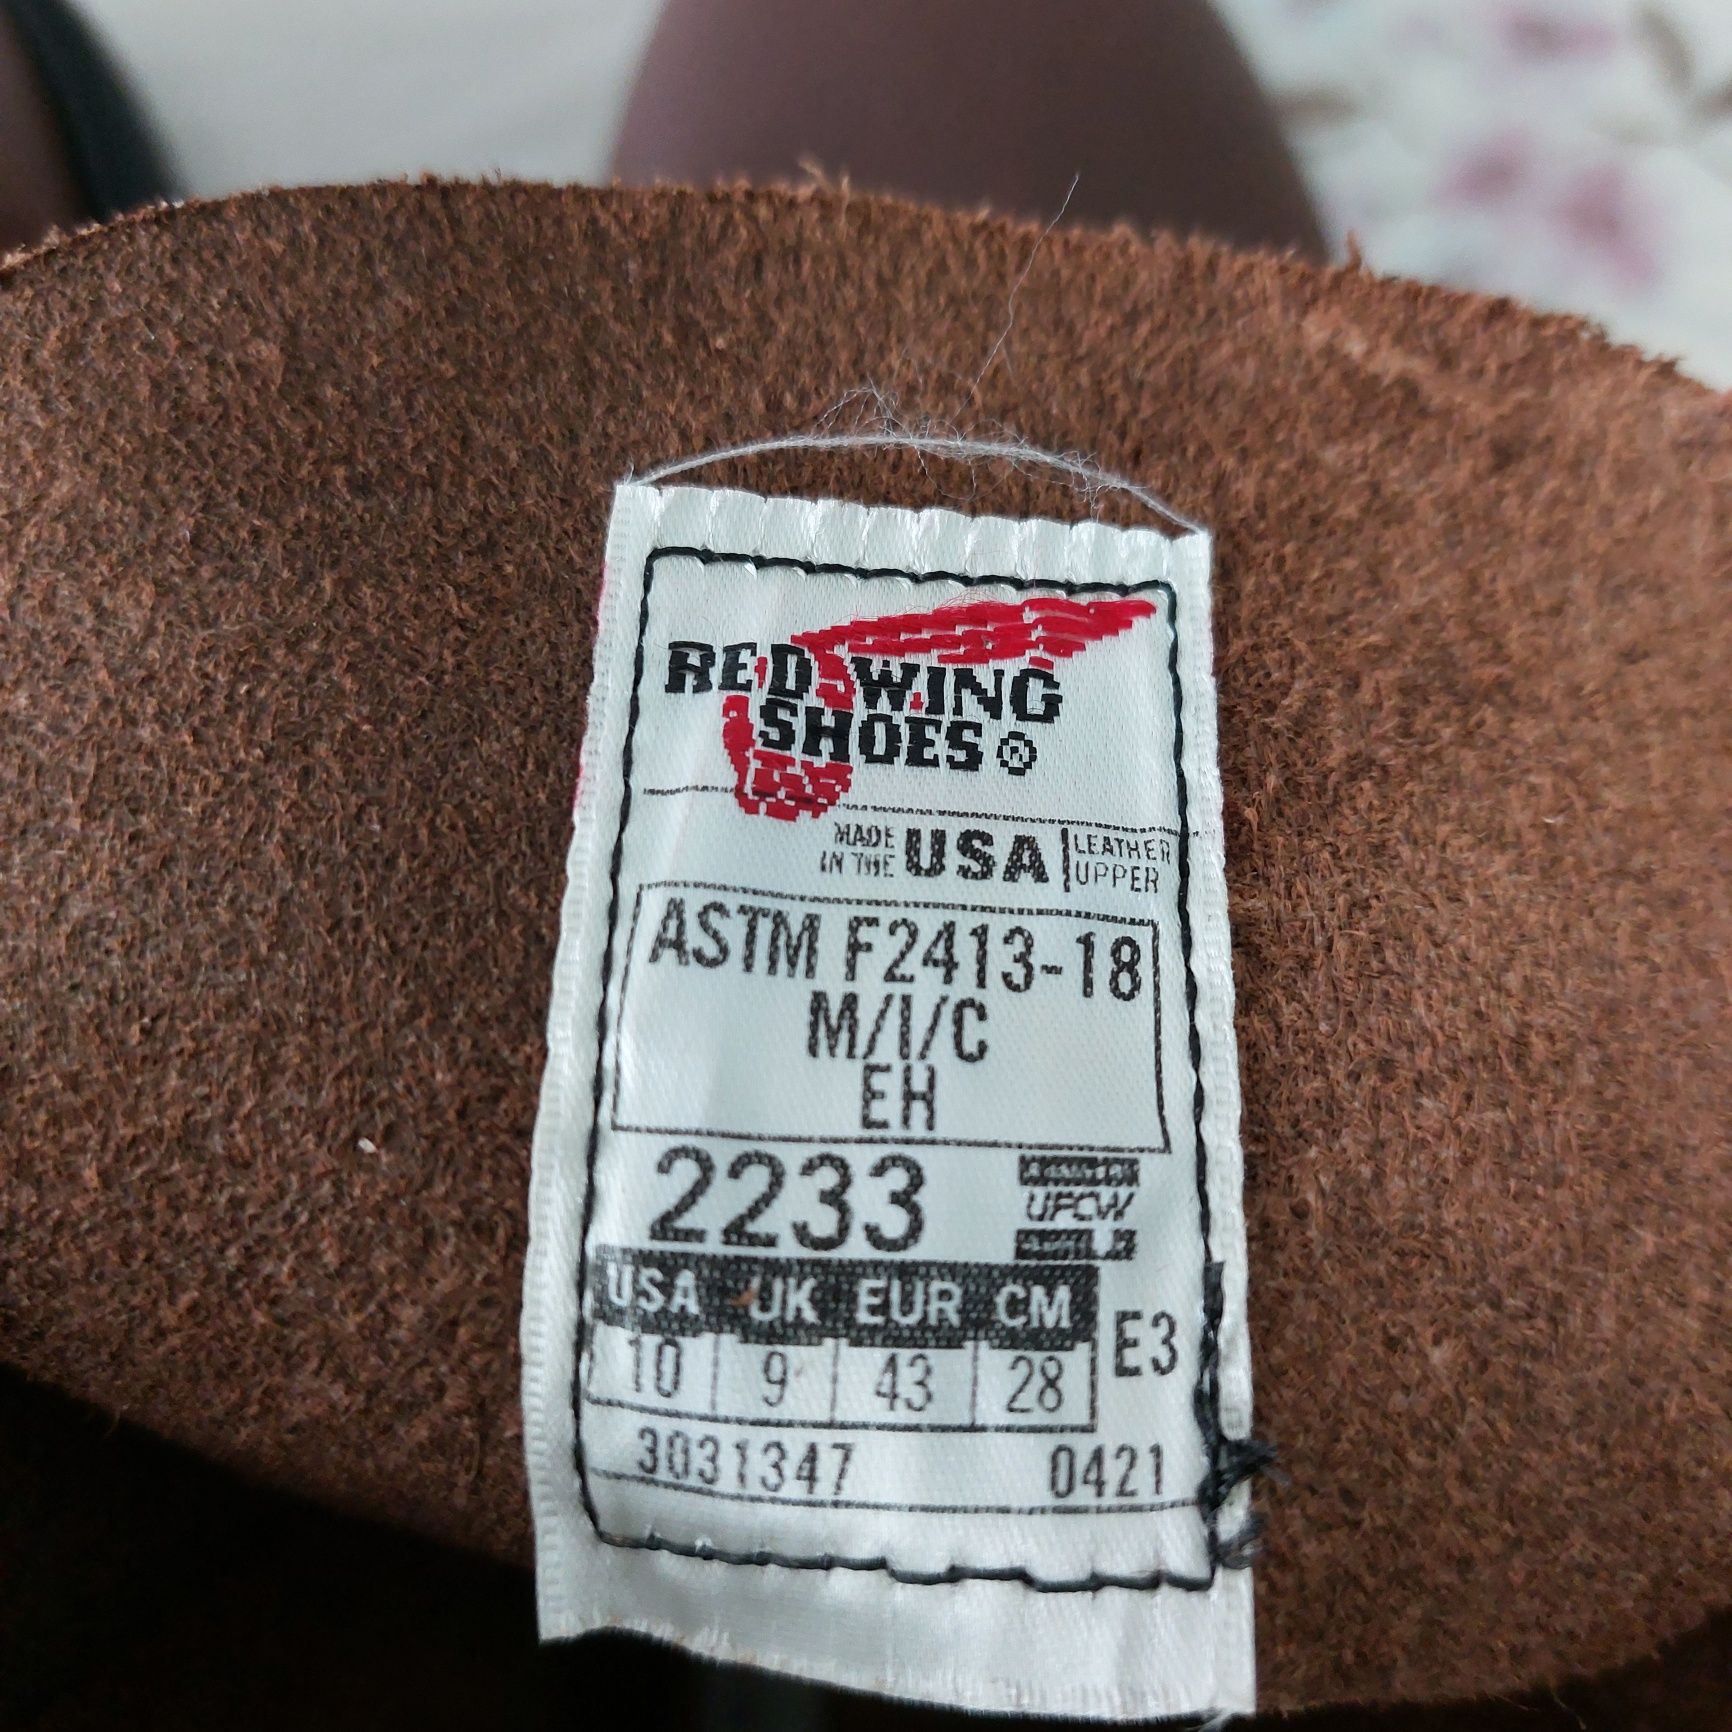 RED WING
SHOES®
MADE
IN THE
USA
LEATHER
UPPER
ASTM F2413-18
M/I/C
EH
2233
UFCW
USA UK EUR CM
10 9 43 28
E3
3031347 0421